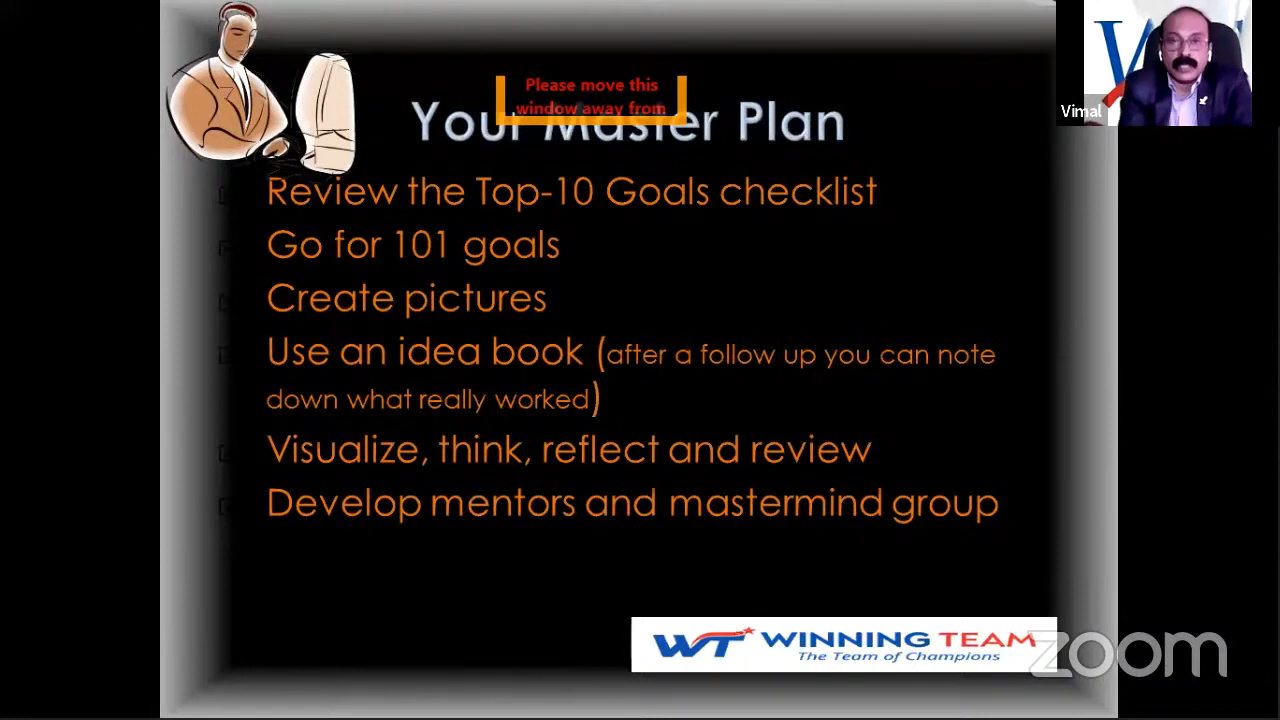 Please move this
window away from
Your Master Plan
Vimal
Review the Top-10 Goals checklist
Go for 101 goals
Create pictures
Use an idea book (after a follow up you can note
down what really worked)
Visualize, think, reflect and review
Develop mentors and mastermind group
WT WINNING TEAM
The Team of Champions
zoom